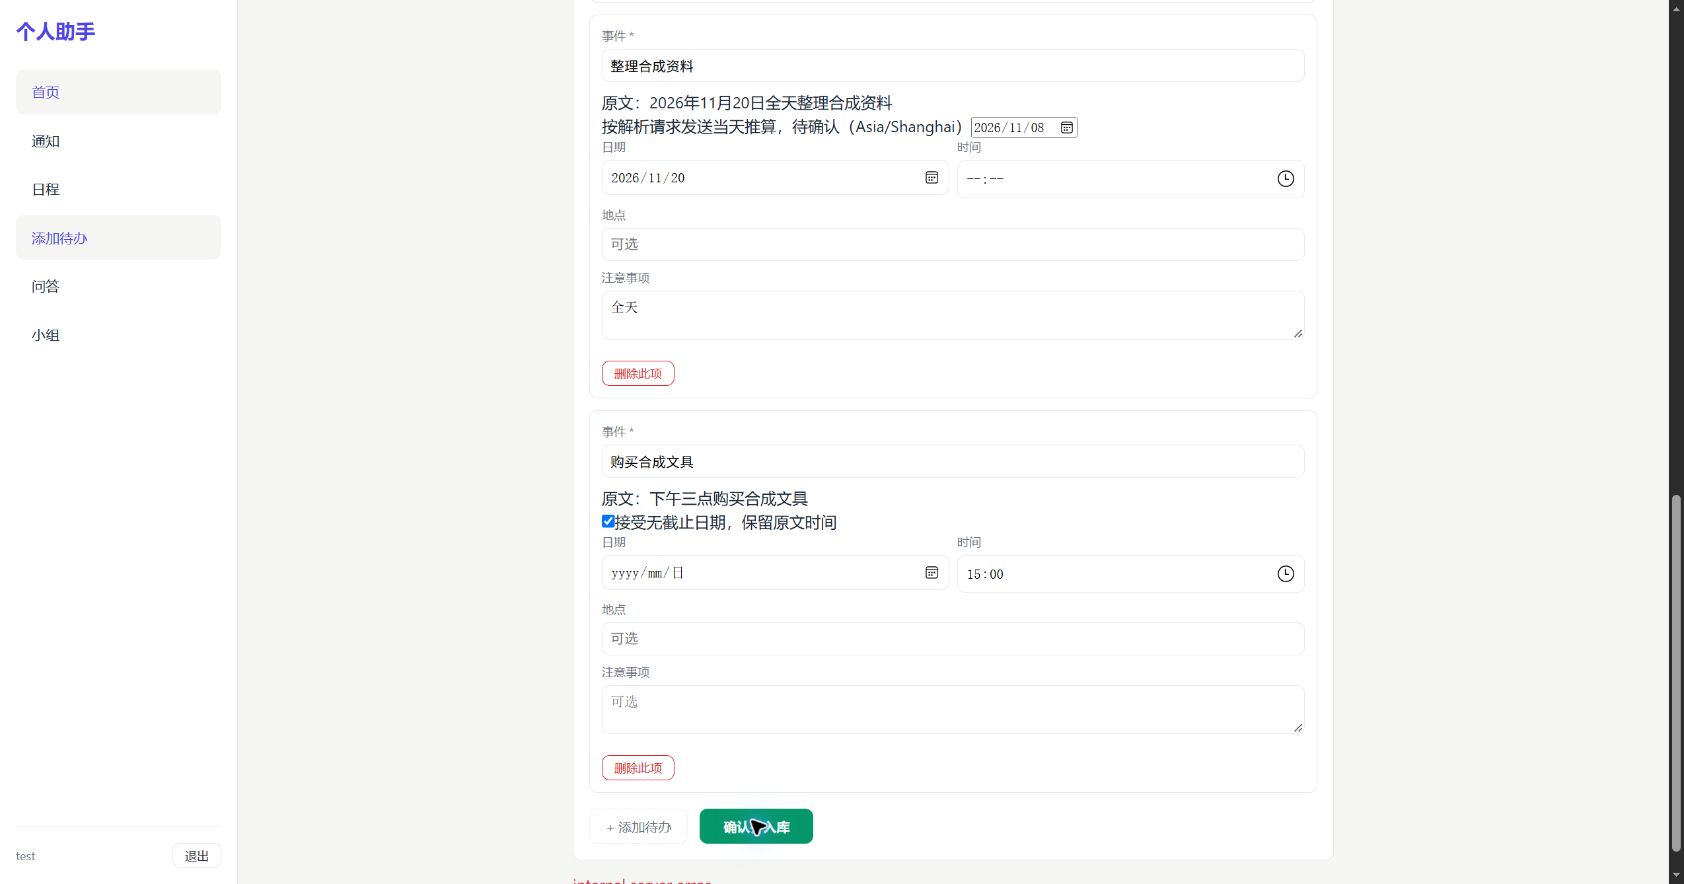 个人助手
首页
通知
日程
添加待办
问答
小组
test
退出
事件 *
整理合成资料
原文：2026年11月20日全天整理合成资料
按解析请求发送当天推算，待确认（Asia/Shanghai） 2026/11/08
日期
时间
2026/11/20
--:--
地点
可选
注意事项
全天
删除此项
事件 *
购买合成文具
原文：下午三点购买合成文具
接受无截止日期，保留原文时间
日期
时间
yyyy/mm/日
15:00
地点
可选
注意事项
可选
删除此项
+ 添加待办
确认 入库
internal server error